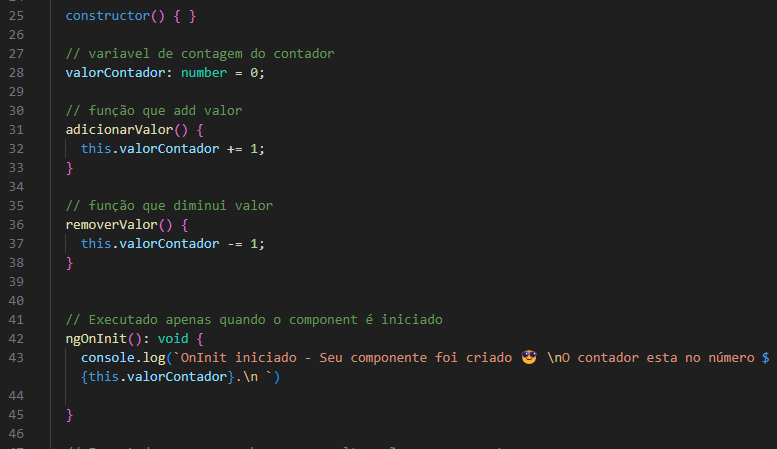 25 constructor() { }
26
27 // variavel de contagem do contador
28 valorContador: number = 0;
29
30 // função que add valor
31 adicionarValor() {
32 this.valorContador += 1;
33 }
34
35 // função que diminui valor
36 removerValor() {
37 this.valorContador -= 1;
38 }
39
40
41 // Executado apenas quando o component é iniciado
42 ngOnInit(): void {
43 console.log(`OnInit iniciado - Seu componente foi criado 😎 \nO contador esta no número $
{this.valorContador}.\n `)
44
45 }
46